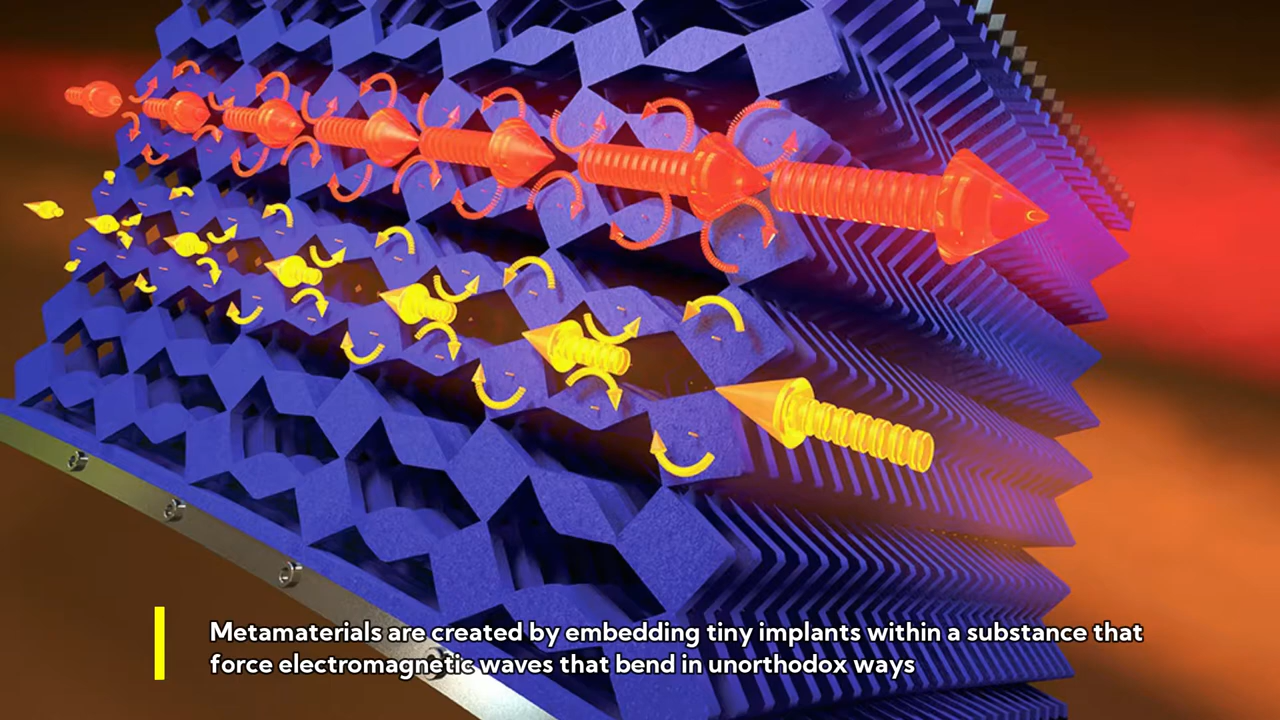 Metamaterials are created by embedding tiny implants within a substance that
force electromagnetic waves that bend in unorthodox ways